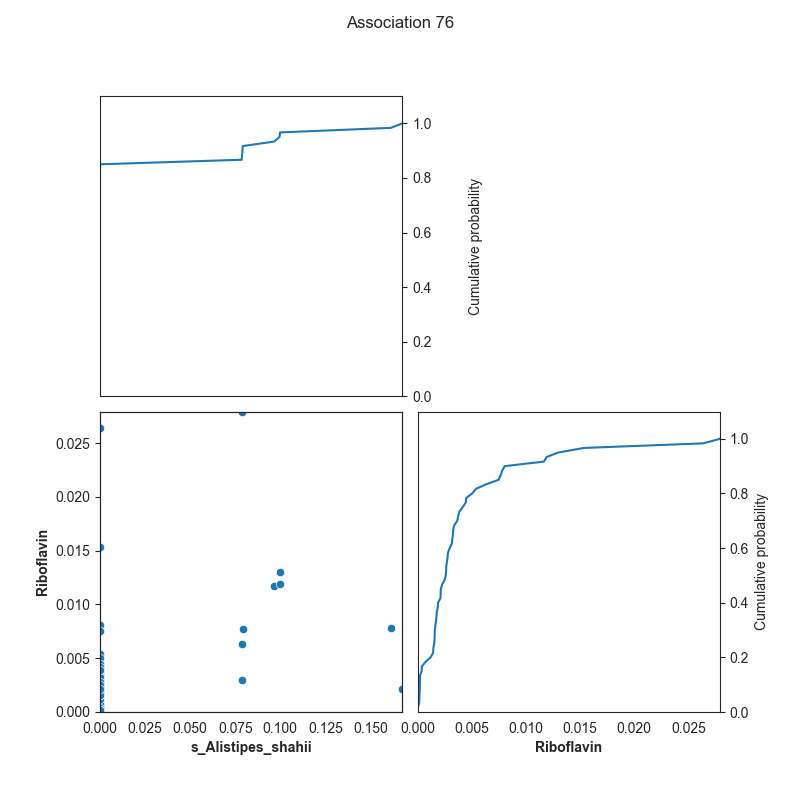 Association 76
1.0
0.8
0.6
0.4
0.2
0.0
Cumulative probability
0.025
0.020
0.015
0.010
0.005
0.000
Riboflavin
0.000 0.025 0.050 0.075 0.100 0.125 0.150
s_Alistipes_shahii
1.0
0.8
0.6
0.4
0.2
0.0
Cumulative probability
0.000 0.005 0.010 0.015 0.020 0.025
Riboflavin